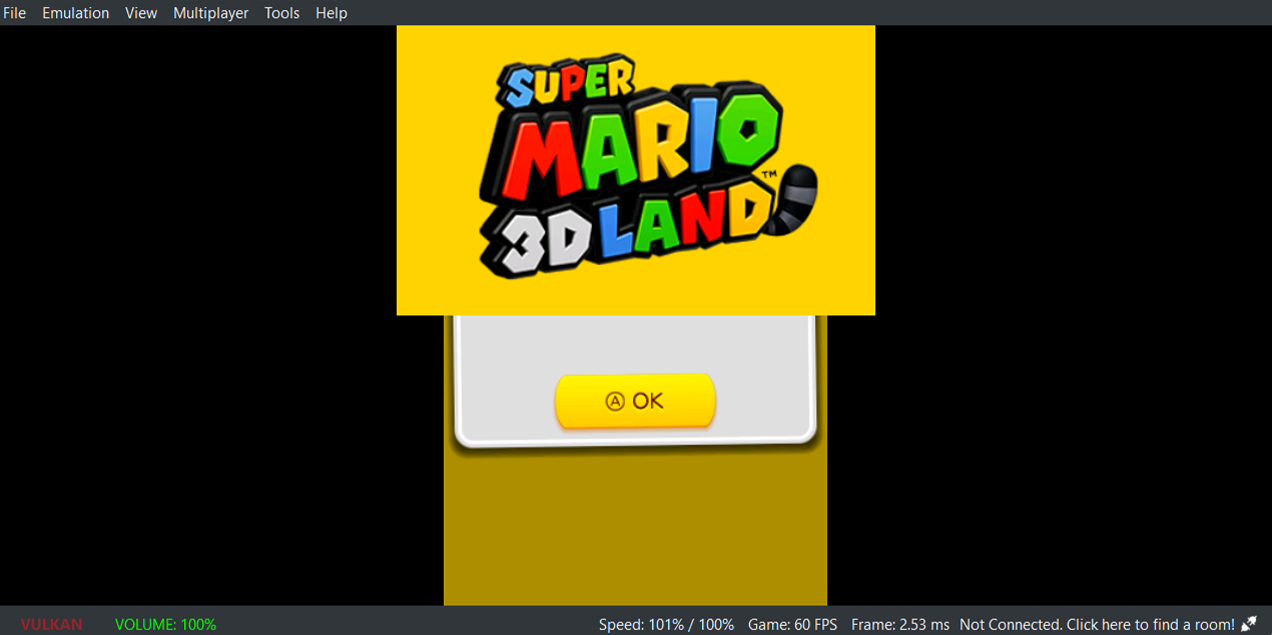 File Emulation View Multiplayer Tools Help
SUPER
MARIO
3D LAND™
Ⓐ OK
VULKAN VOLUME: 100% Speed: 101% / 100% Game: 60 FPS Frame: 2.53 ms Not Connected. Click here to find a room!